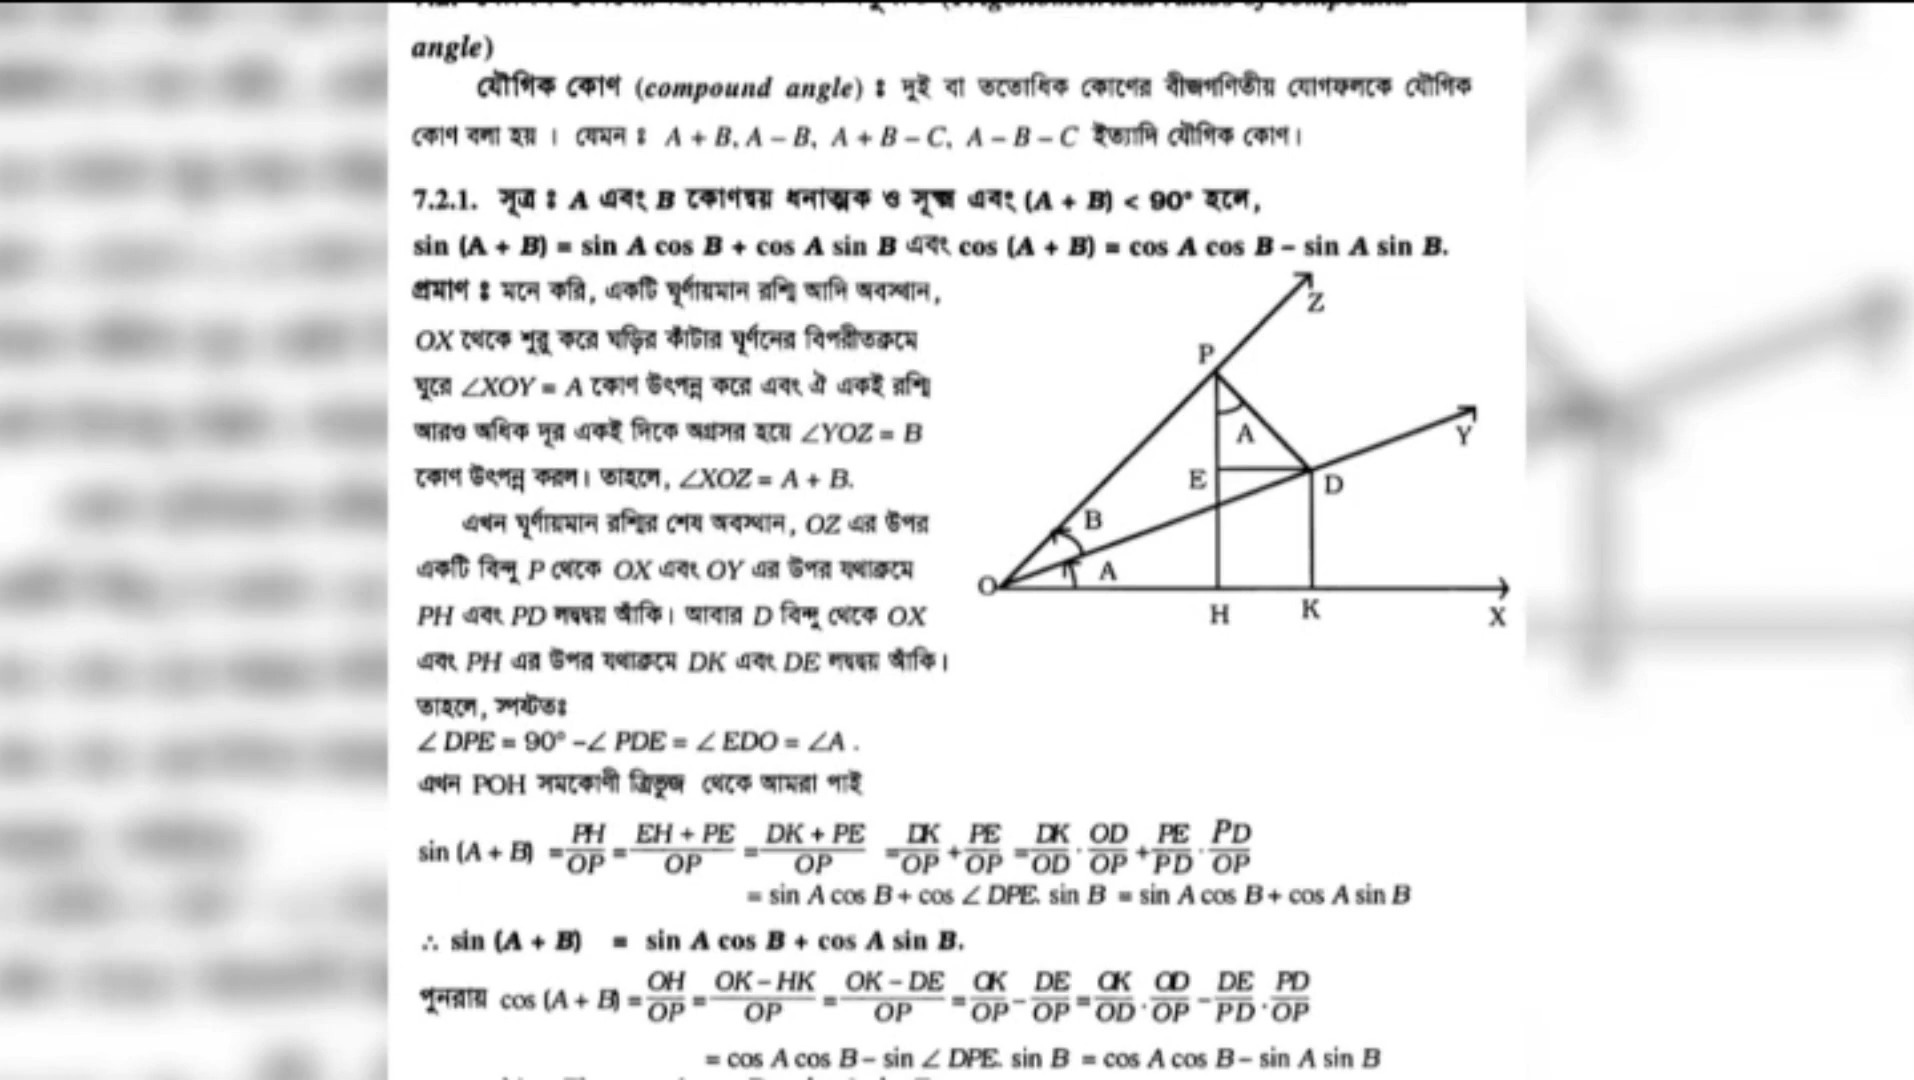 angle)
যৌগিক কোণ (compound angle) ঃ দুই বা ততোধিক কোণের বীজগণিতীয় যোগফলকে যৌগিক
কোণ বলা হয় । যেমন ঃ A + B, A – B, A + B – C, A – B – C ইত্যাদি যৌগিক কোণ।
7.2.1. সূত্র ঃ A এবং B কোণদ্বয় ধনাত্মক ও সূক্ষ্ম এবং (A + B) < 90° হলে,
sin (A + B) = sin A cos B + cos A sin B এবং cos (A + B) = cos A cos B – sin A sin B.
প্রমাণ ঃ মনে করি, একটি ঘূর্ণায়মান রশ্মি আদি অবস্থান,
OX থেকে শুরু করে ঘড়ির কাঁটার ঘূর্ণনের বিপরীতক্রমে
ঘুরে ∠XOY = A কোণ উৎপন্ন করে এবং ঐ একই রশ্মি
আরও অধিক দূর একই দিকে অগ্রসর হয়ে ∠YOZ = B
কোণ উৎপন্ন করল। তাহলে, ∠XOZ = A + B.
এখন ঘূর্ণায়মান রশ্মির শেষ অবস্থান, OZ এর উপর
একটি বিন্দু P থেকে OX এবং OY এর উপর যথাক্রমে
PH এবং PD লম্বদ্বয় আঁকি। আবার D বিন্দু থেকে OX
এবং PH এর উপর যথাক্রমে DK এবং DE লম্বদ্বয় আঁকি।
তাহলে, স্পষ্টতঃ
∠ DPE = 90° –∠ PDE = ∠ EDO = ∠A .
এখন POH সমকোণী ত্রিভুজ থেকে আমরা পাই
sin (A + B) = PH/OP = EH + PE/OP = DK + PE/OP = DK/OP + PE/OP = DK/OD . OD/OP + PE/PD . PD/OP
= sin A cos B + cos ∠ DPE. sin B = sin A cos B + cos A sin B
∴ sin (A + B) = sin A cos B + cos A sin B.
পুনরায় cos (A + B) = OH/OP = OK – HK/OP = OK – DE/OP = OK/OP – DE/OP = OK/OD . OD/OP – DE/PD . PD/OP
= cos A cos B – sin ∠ DPE. sin B = cos A cos B – sin A sin B
Z
P
A
Y
E
D
B
A
O
H
K
X